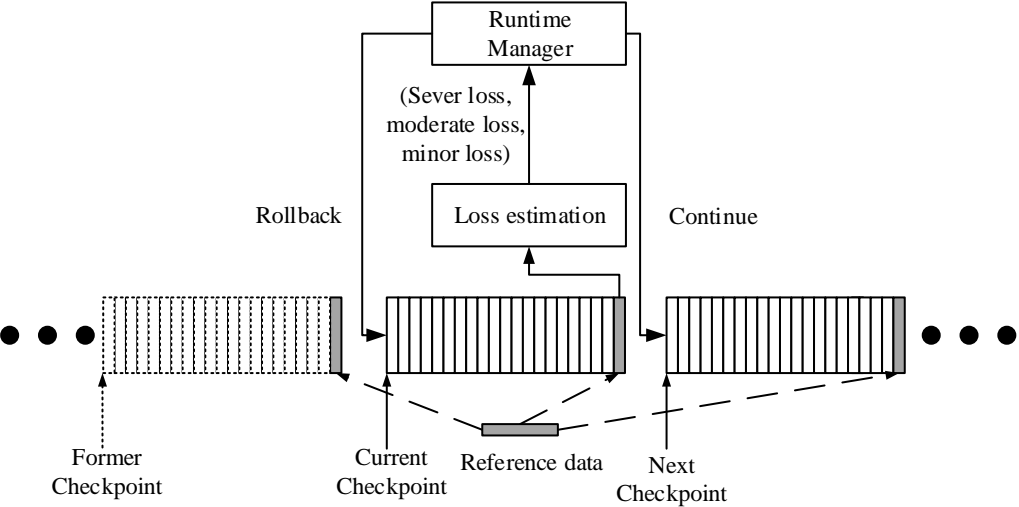 Runtime
Manager
(Sever loss,
moderate loss,
minor loss)
Rollback
Loss estimation
Continue
Former
Checkpoint
Current
Checkpoint
Reference data
Next
Checkpoint